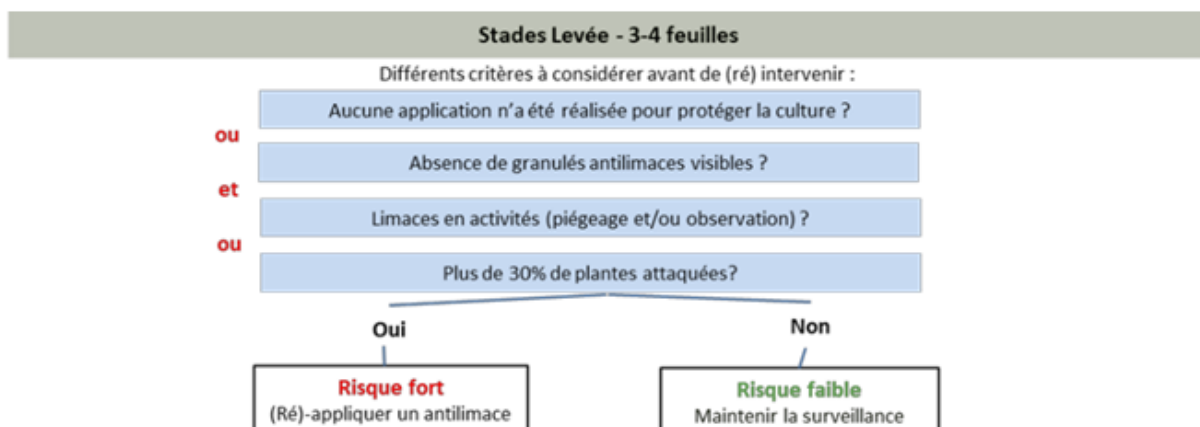 Stades Levée - 3-4 feuilles
Différents critères à considérer avant de (ré) intervenir :
Aucune application n'a été réalisée pour protéger la culture ?
ou
Absence de granulés antilimaces visibles ?
et
Limaces en activités (piégeage et/ou observation) ?
ou
Plus de 30% de plantes attaquées?
Oui
Non
Risque fort
(Ré)-appliquer un antilimace
Risque faible
Maintenir la surveillance